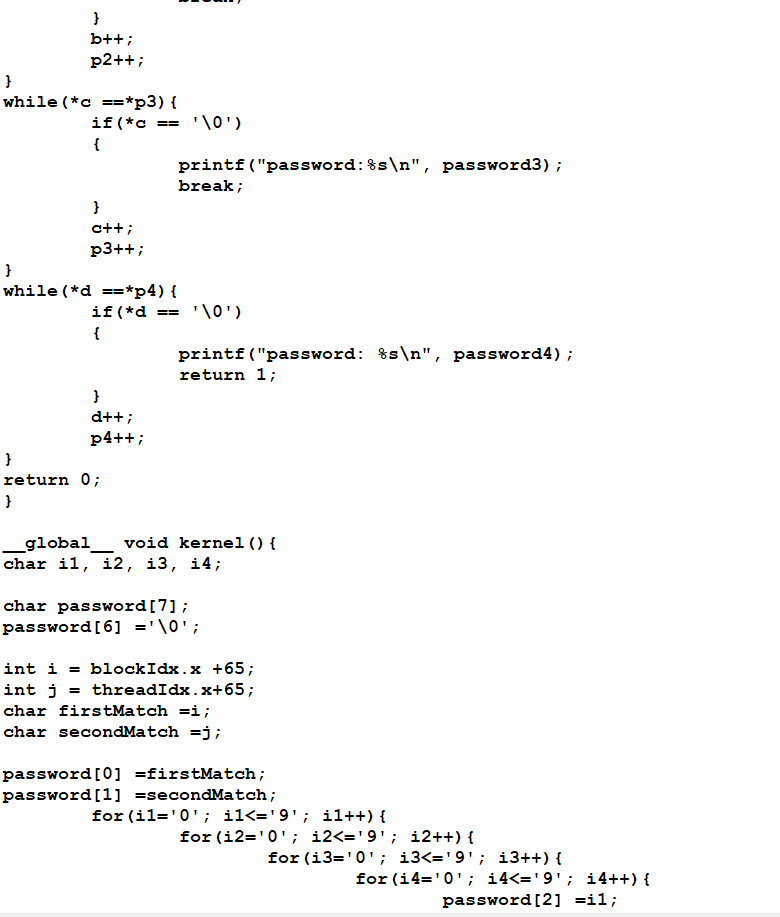 }
b++;
p2++;
}
while(*c ==*p3){
if(*c == '\0')
{
printf("password:%s\n", password3);
break;
}
c++;
p3++;
}
while(*d ==*p4){
if(*d == '\0')
{
printf("password: %s\n", password4);
return 1;
}
d++;
p4++;
}
return 0;
}
__global__ void kernel(){
char i1, i2, i3, i4;
char password[7];
password[6] ='\0';
int i = blockIdx.x +65;
int j = threadIdx.x+65;
char firstMatch =i;
char secondMatch =j;
password[0] =firstMatch;
password[1] =secondMatch;
for(i1='0'; i1<='9'; i1++){
for(i2='0'; i2<='9'; i2++){
for(i3='0'; i3<='9'; i3++){
for(i4='0'; i4<='9'; i4++){
password[2] =i1;